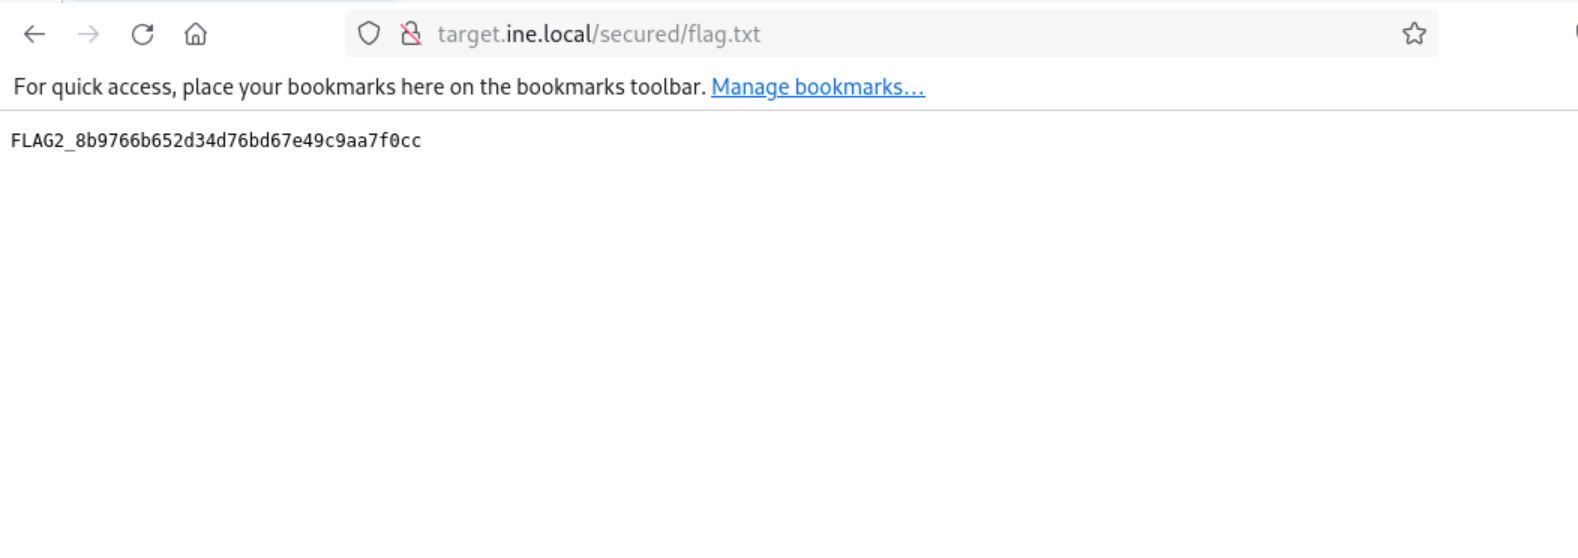 target.ine.local/secured/flag.txt
For quick access, place your bookmarks here on the bookmarks toolbar. Manage bookmarks...
FLAG2_8b9766b652d34d76bd67e49c9aa7f0cc